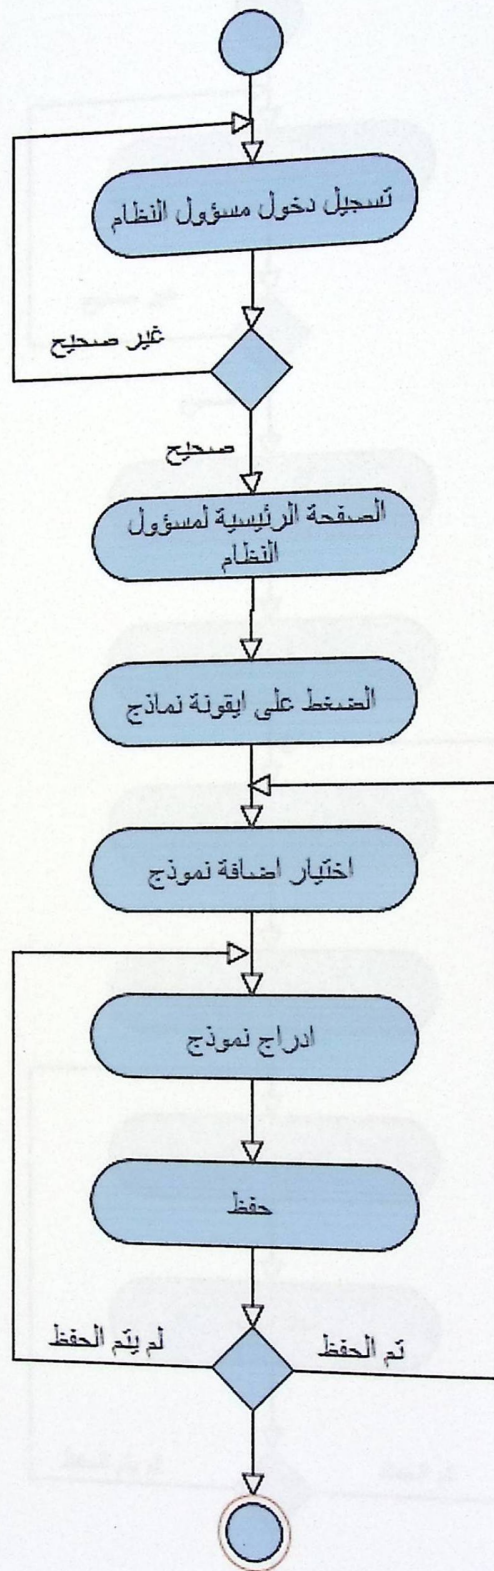 تسجيل دخول مسؤول النظام
غير صحيح
صحيح
الصفحة الرئيسية لمسؤول
النظام
الضغط على ايقونة نماذج
اختيار اضافة نموذج
ادراج نموذج
حفظ
تم الحفظ
لم يتم الحفظ